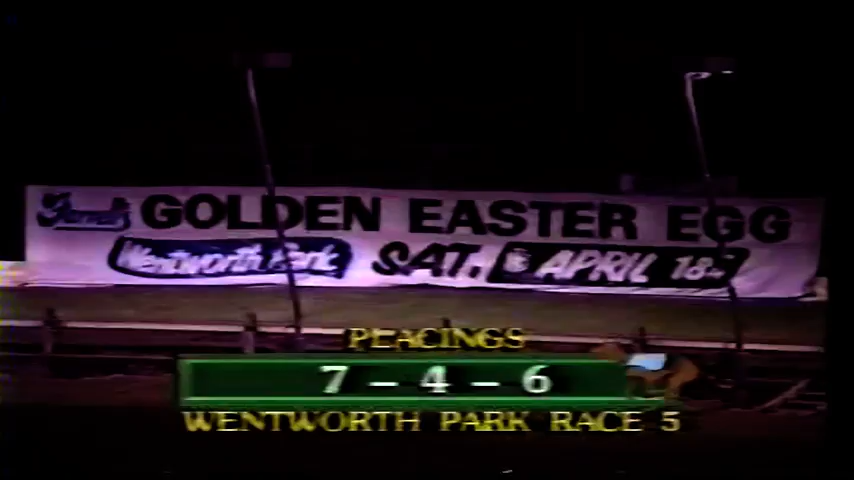 GOLDEN EASTER EGG
Wentworth Park SAT. APRIL 18
PLACINGS
7 - 4 - 6
WENTWORTH PARK RACE 5